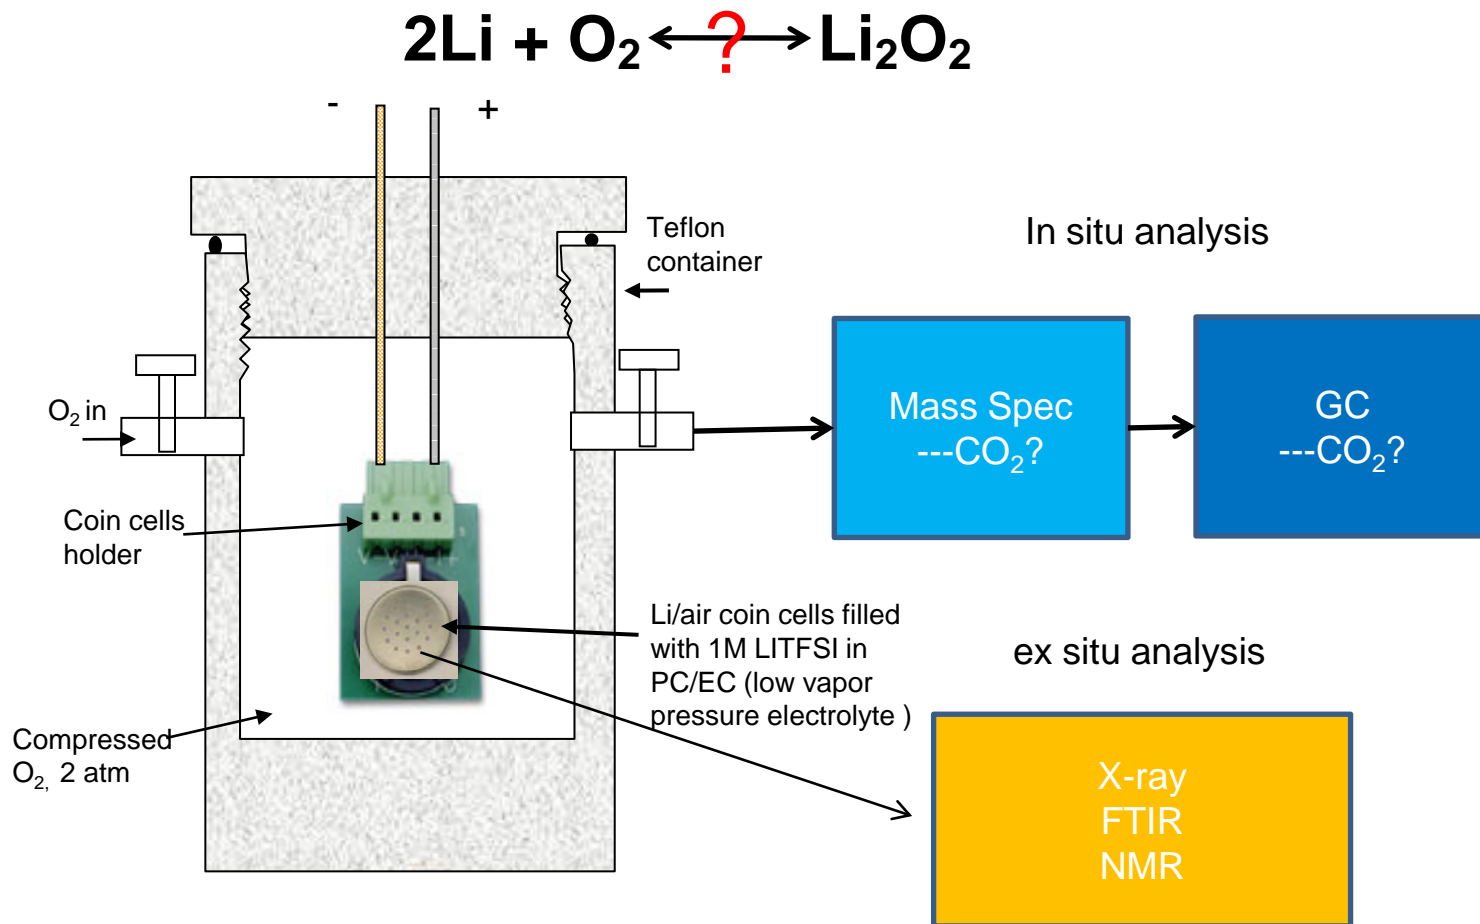 2Li + O₂ ⟷ ? Li₂O₂
- +
Teflon
container
In situ analysis
O₂ in
Mass Spec
---CO₂?
GC
---CO₂?
Coin cells
holder
Li/air coin cells filled
with 1M LITFSI in
PC/EC (low vapor
pressure electrolyte )
ex situ analysis
Compressed
O₂, 2 atm
X-ray
FTIR
NMR